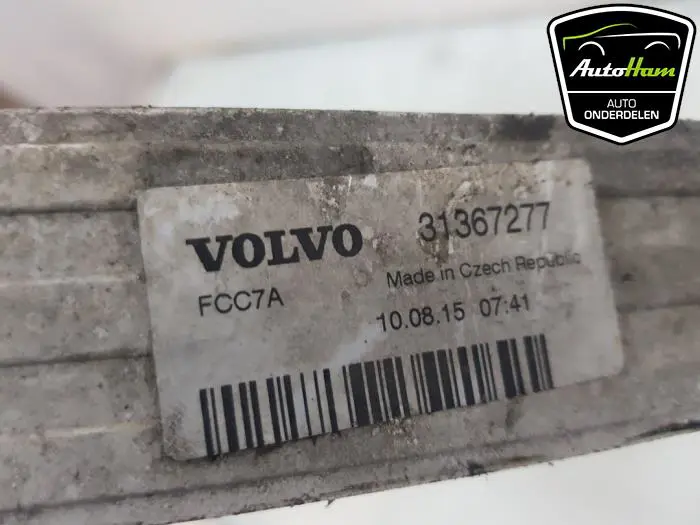 AutoHam
AUTO
ONDERDELEN
VOLVO 31367277
FCC7A Made in Czech Republic
10.08.15 07:41